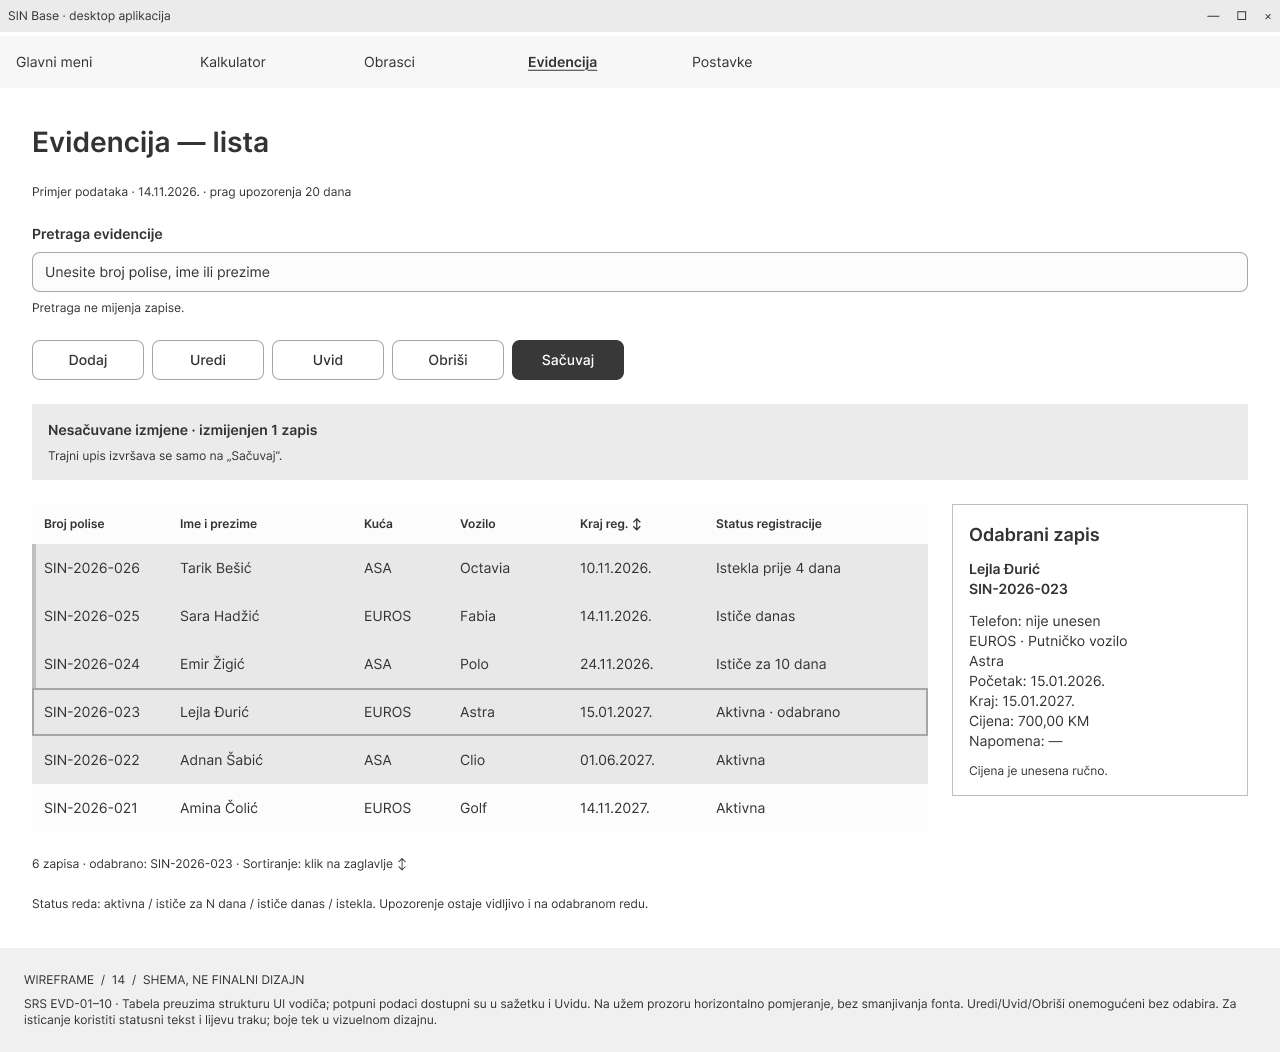 SIN Base · desktop aplikacija
Glavni meni Kalkulator Obrasci Evidencija Postavke
Evidencija — lista
Primjer podataka · 14.11.2026. · prag upozorenja 20 dana
Pretraga evidencije
Unesite broj polise, ime ili prezime
Pretraga ne mijenja zapise.
Dodaj Uredi Uvid Obriši Sačuvaj
Nesačuvane izmjene · izmijenjen 1 zapis
Trajni upis izvršava se samo na „Sačuvaj“.
Broj polise Ime i prezime Kuća Vozilo Kraj reg. ↕ Status registracije
SIN-2026-026 Tarik Bešić ASA Octavia 10.11.2026. Istekla prije 4 dana
SIN-2026-025 Sara Hadžić EUROS Fabia 14.11.2026. Ističe danas
SIN-2026-024 Emir Žigić ASA Polo 24.11.2026. Ističe za 10 dana
SIN-2026-023 Lejla Đurić EUROS Astra 15.01.2027. Aktivna · odabrano
SIN-2026-022 Adnan Šabić ASA Clio 01.06.2027. Aktivna
SIN-2026-021 Amina Čolić EUROS Golf 14.11.2027. Aktivna
Odabrani zapis
Lejla Đurić
SIN-2026-023
Telefon: nije unesen
EUROS · Putničko vozilo
Astra
Početak: 15.01.2026.
Kraj: 15.01.2027.
Cijena: 700,00 KM
Napomena: —
Cijena je unesena ručno.
6 zapisa · odabrano: SIN-2026-023 · Sortiranje: klik na zaglavlje ↕
Status reda: aktivna / ističe za N dana / ističe danas / istekla. Upozorenje ostaje vidljivo i na odabranom redu.
WIREFRAME / 14 / SHEMA, NE FINALNI DIZAJN
SRS EVD-01–10 · Tabela preuzima strukturu UI vodiča; potpuni podaci dostupni su u sažetku i Uvidu. Na užem prozoru horizontalno pomjeranje, bez smanjivanja fonta. Uredi/Uvid/Obriši onemogućeni bez odabira. Za
isticanje koristiti statusni tekst i lijevu traku; boje tek u vizuelnom dizajnu.